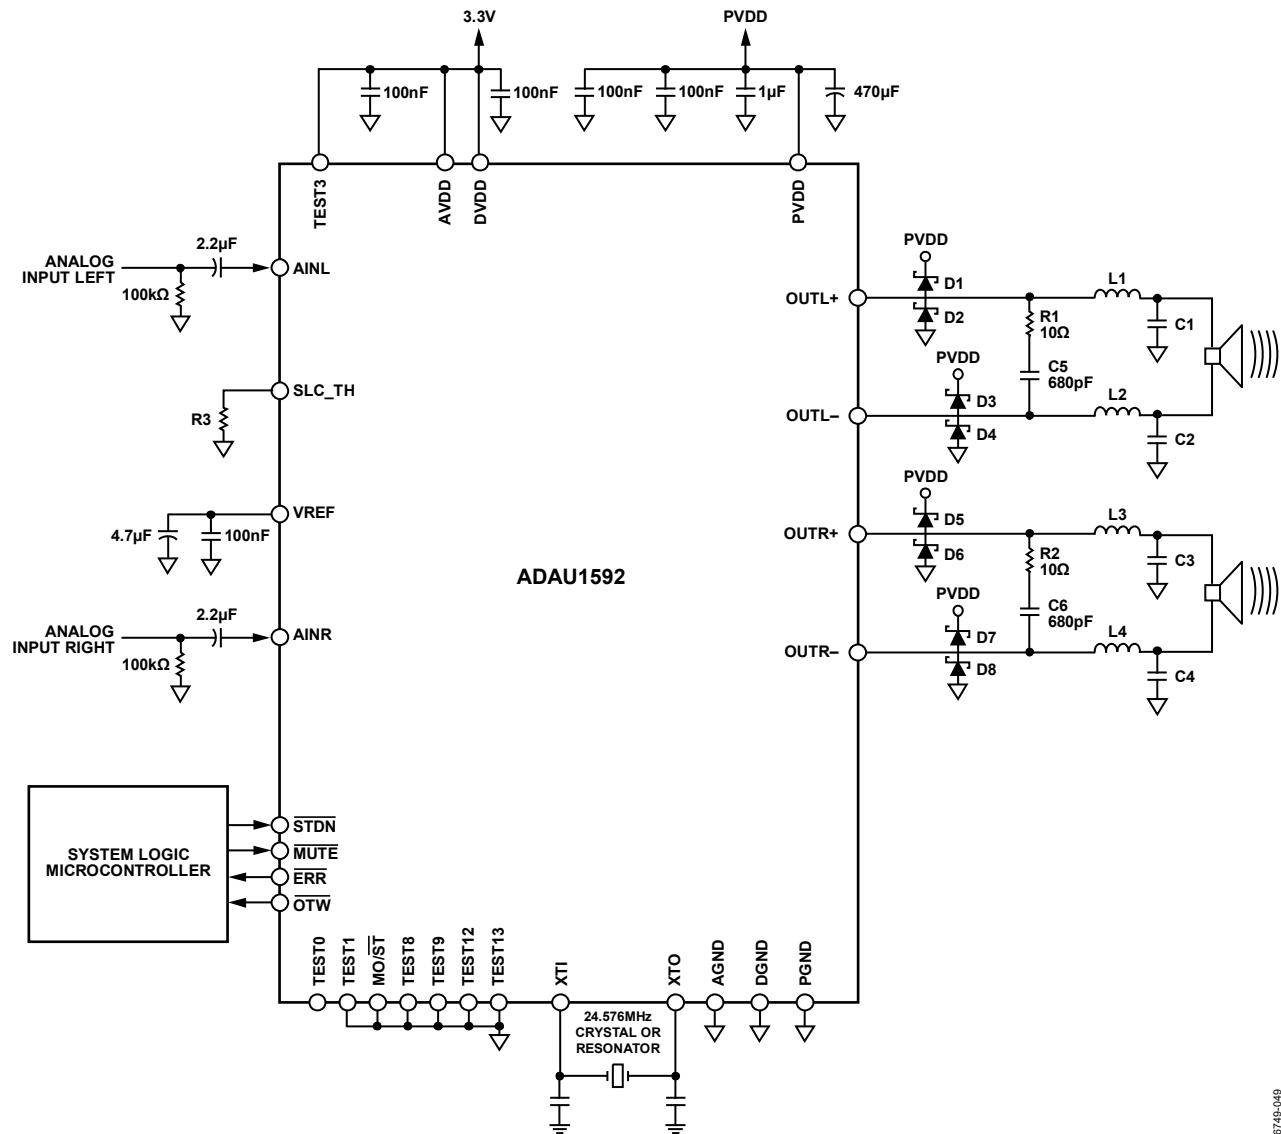 3.3V
PVDD
100nF
100nF
100nF
100nF
1µF
470µF
TEST3
AVDD
DVDD
PVDD
ANALOG
INPUT LEFT
2.2µF
100kΩ
AINL
SLC_TH
R3
VREF
4.7µF
100nF
ANALOG
INPUT RIGHT
2.2µF
100kΩ
AINR
ADAU1592
OUTL+
OUTL–
OUTR+
OUTR–
PVDD
D1
D2
PVDD
D3
D4
R1
10Ω
C5
680pF
L1
C1
L2
C2
PVDD
D5
D6
PVDD
D7
D8
R2
10Ω
C6
680pF
L3
C3
L4
C4
SYSTEM LOGIC
MICROCONTROLLER
STDN
MUTE
ERR
OTW
TEST0
TEST1
MO/ST
TEST8
TEST9
TEST12
TEST13
XTI
XTO
AGND
DGND
PGND
24.576MHz
CRYSTAL OR
RESONATOR
6749-049